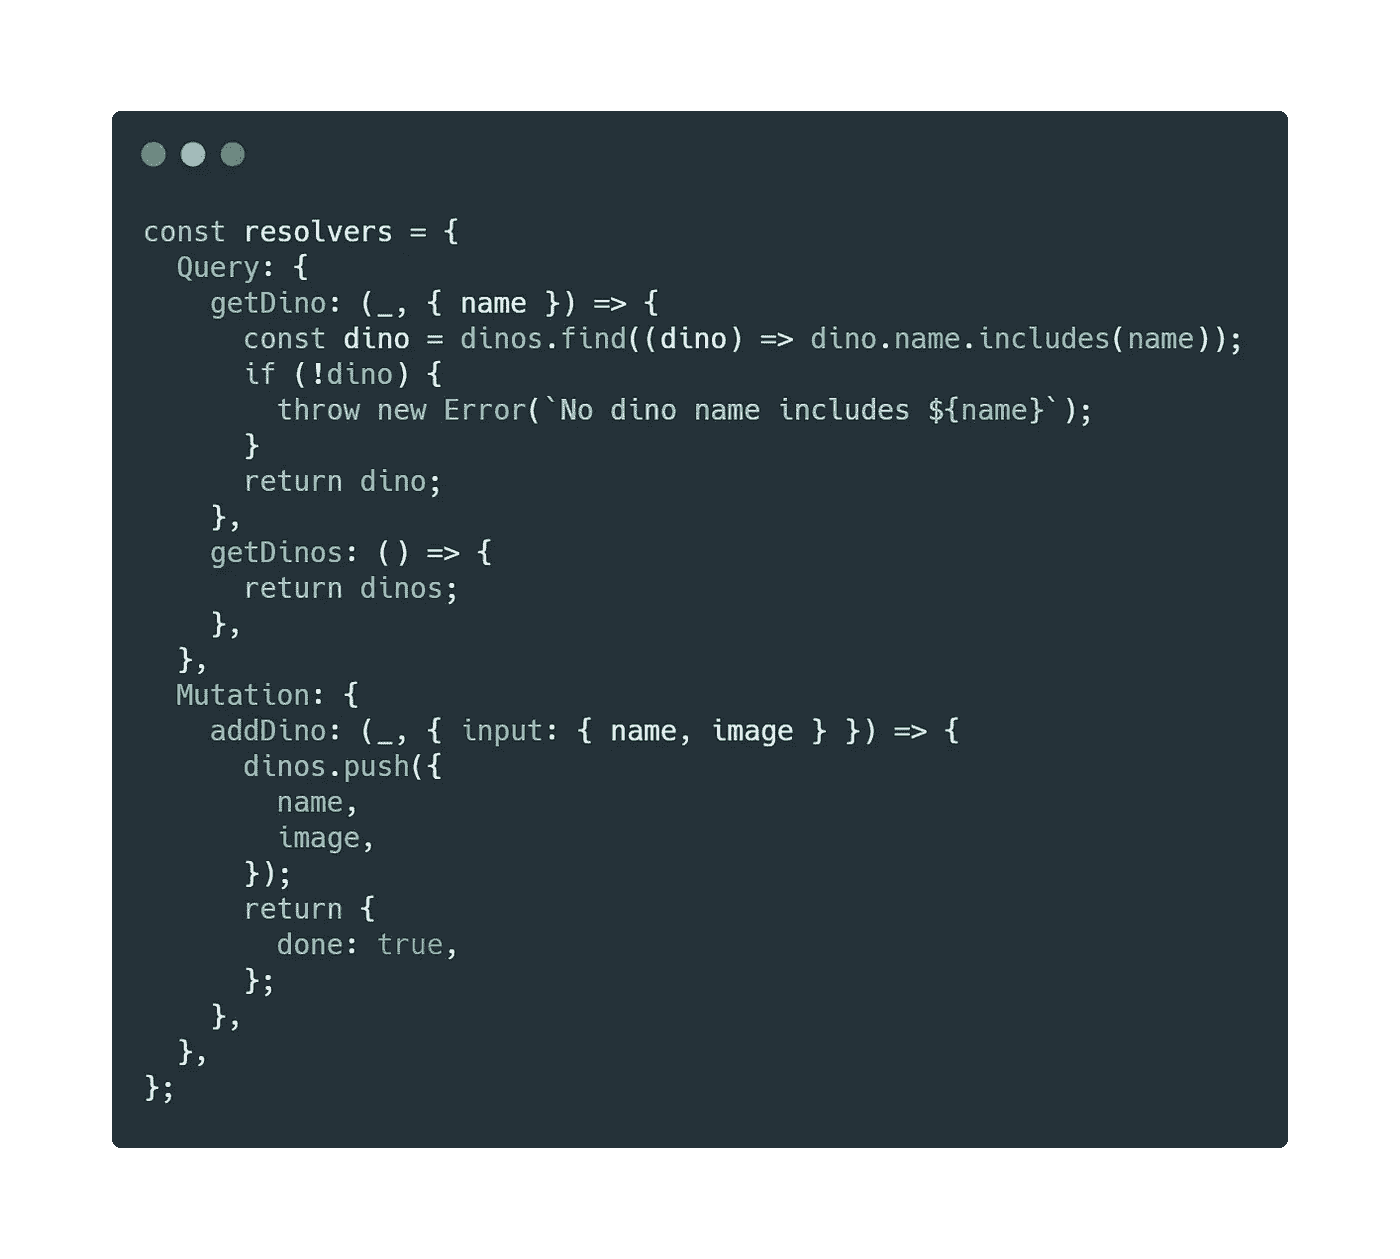 const resolvers = {
  Query: {
    getDino: (_, { name }) => {
      const dino = dinos.find((dino) => dino.name.includes(name));
      if (!dino) {
        throw new Error(`No dino name includes ${name}`);
      }
      return dino;
    },
    getDinos: () => {
      return dinos;
    },
  },
  Mutation: {
    addDino: (_, { input: { name, image } }) => {
      dinos.push({
        name,
        image,
      });
      return {
        done: true,
      };
    },
  },
};